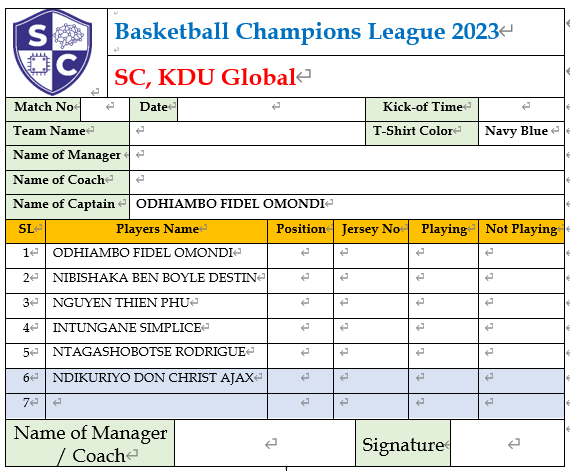 S
C
Basketball Champions League 2023
SC, KDU Global
Match No Date Kick-of Time
Team Name T-Shirt Color Navy Blue
Name of Manager
Name of Coach
Name of Captain ODHIAMBO FIDEL OMONDI
SL Players Name Position Jersey No Playing Not Playing
1 ODHIAMBO FIDEL OMONDI
2 NIBISHAKA BEN BOYLE DESTIN
3 NGUYEN THIEN PHU
4 INTUNGANE SIMPLICE
5 NTAGASHOBOTSE RODRIGUE
6 NDIKURIYO DON CHRIST AJAX
7
Name of Manager
/ Coach Signature